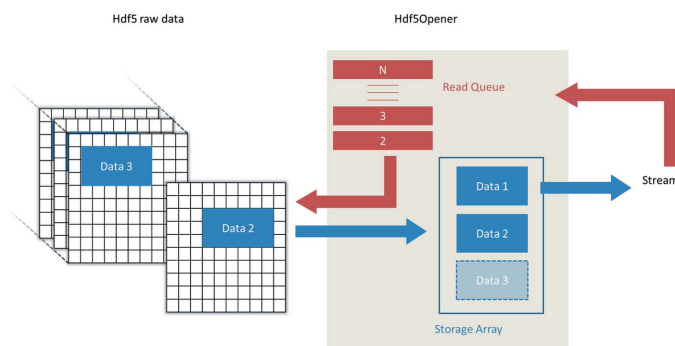 Hdf5 raw data
Hdf5Opener
N
Read Queue
3
2
Data 3
Data 2
Data 1
Data 2
Data 3
Stream
Storage Array